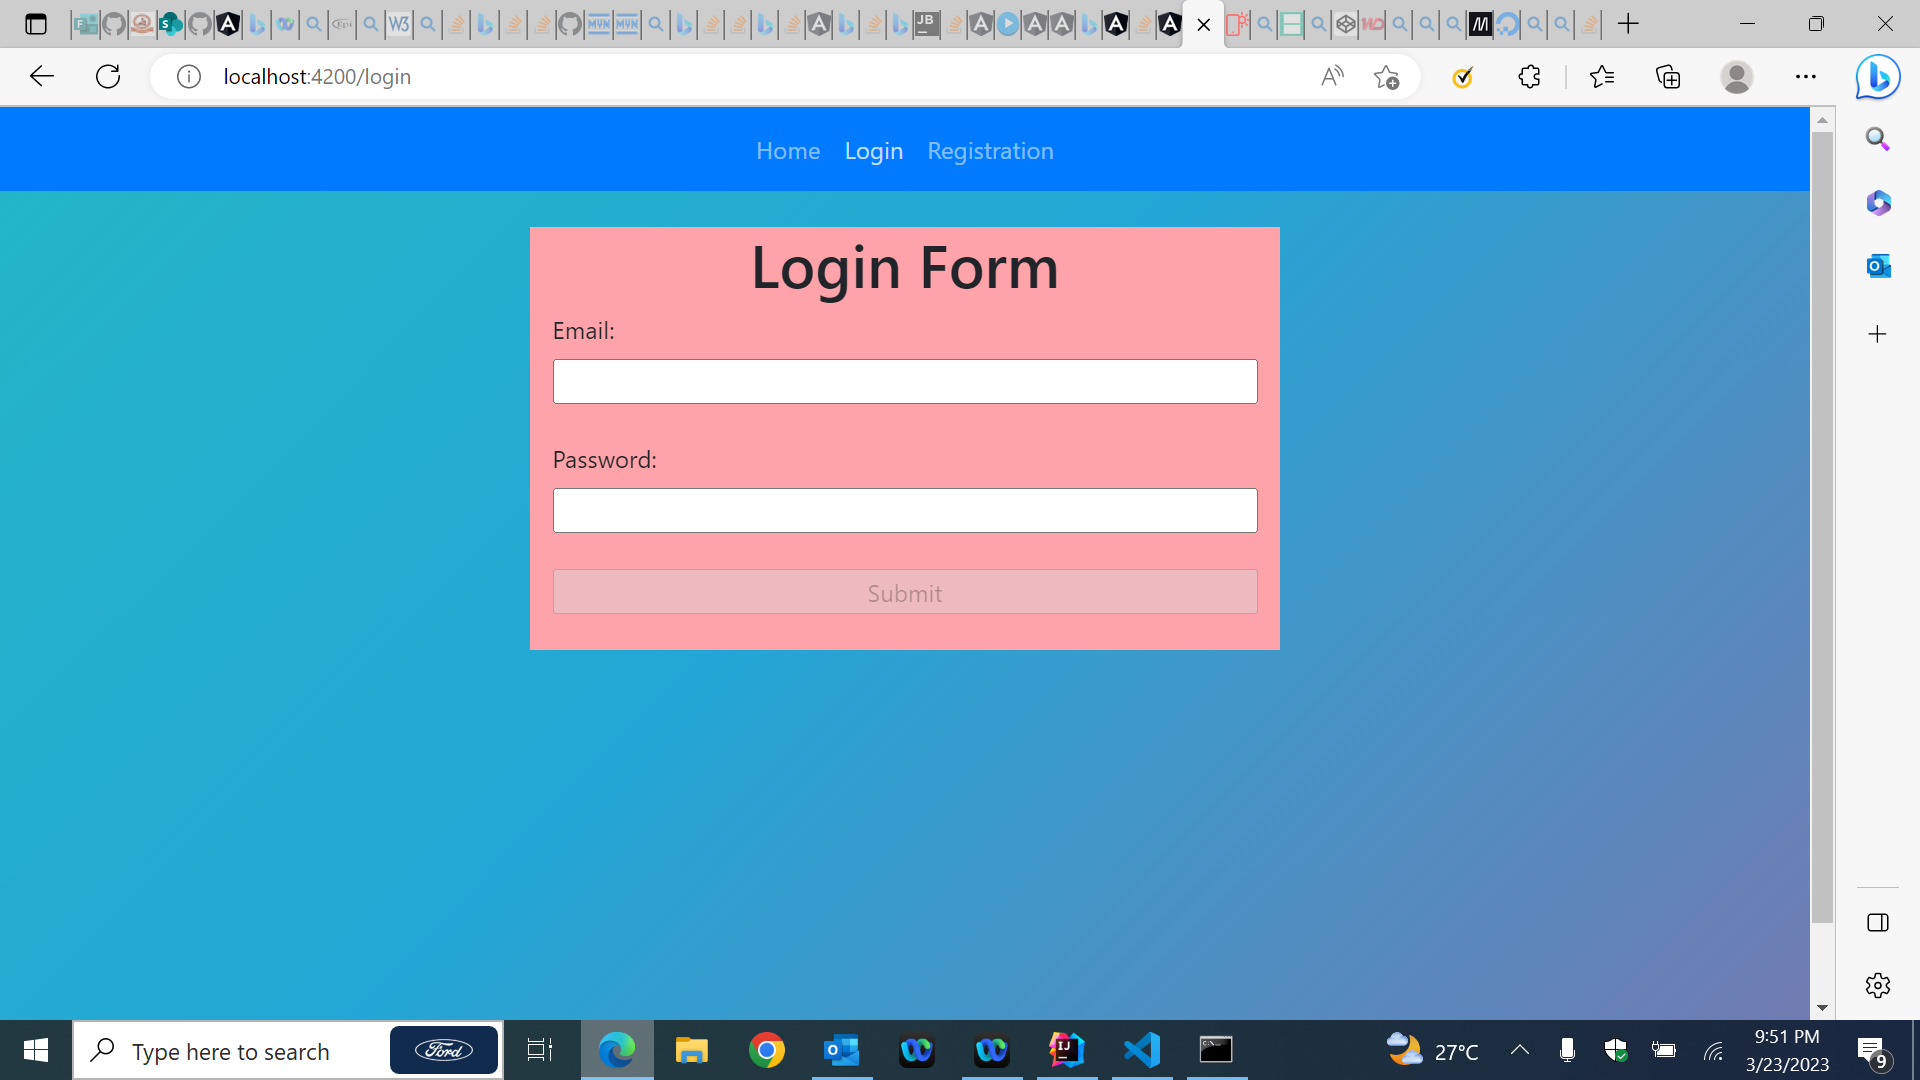 localhost:4200/login
Home Login Registration
Login Form
Email:
Password:
Submit
Type here to search
Ford
27°C
9:51 PM
3/23/2023
9